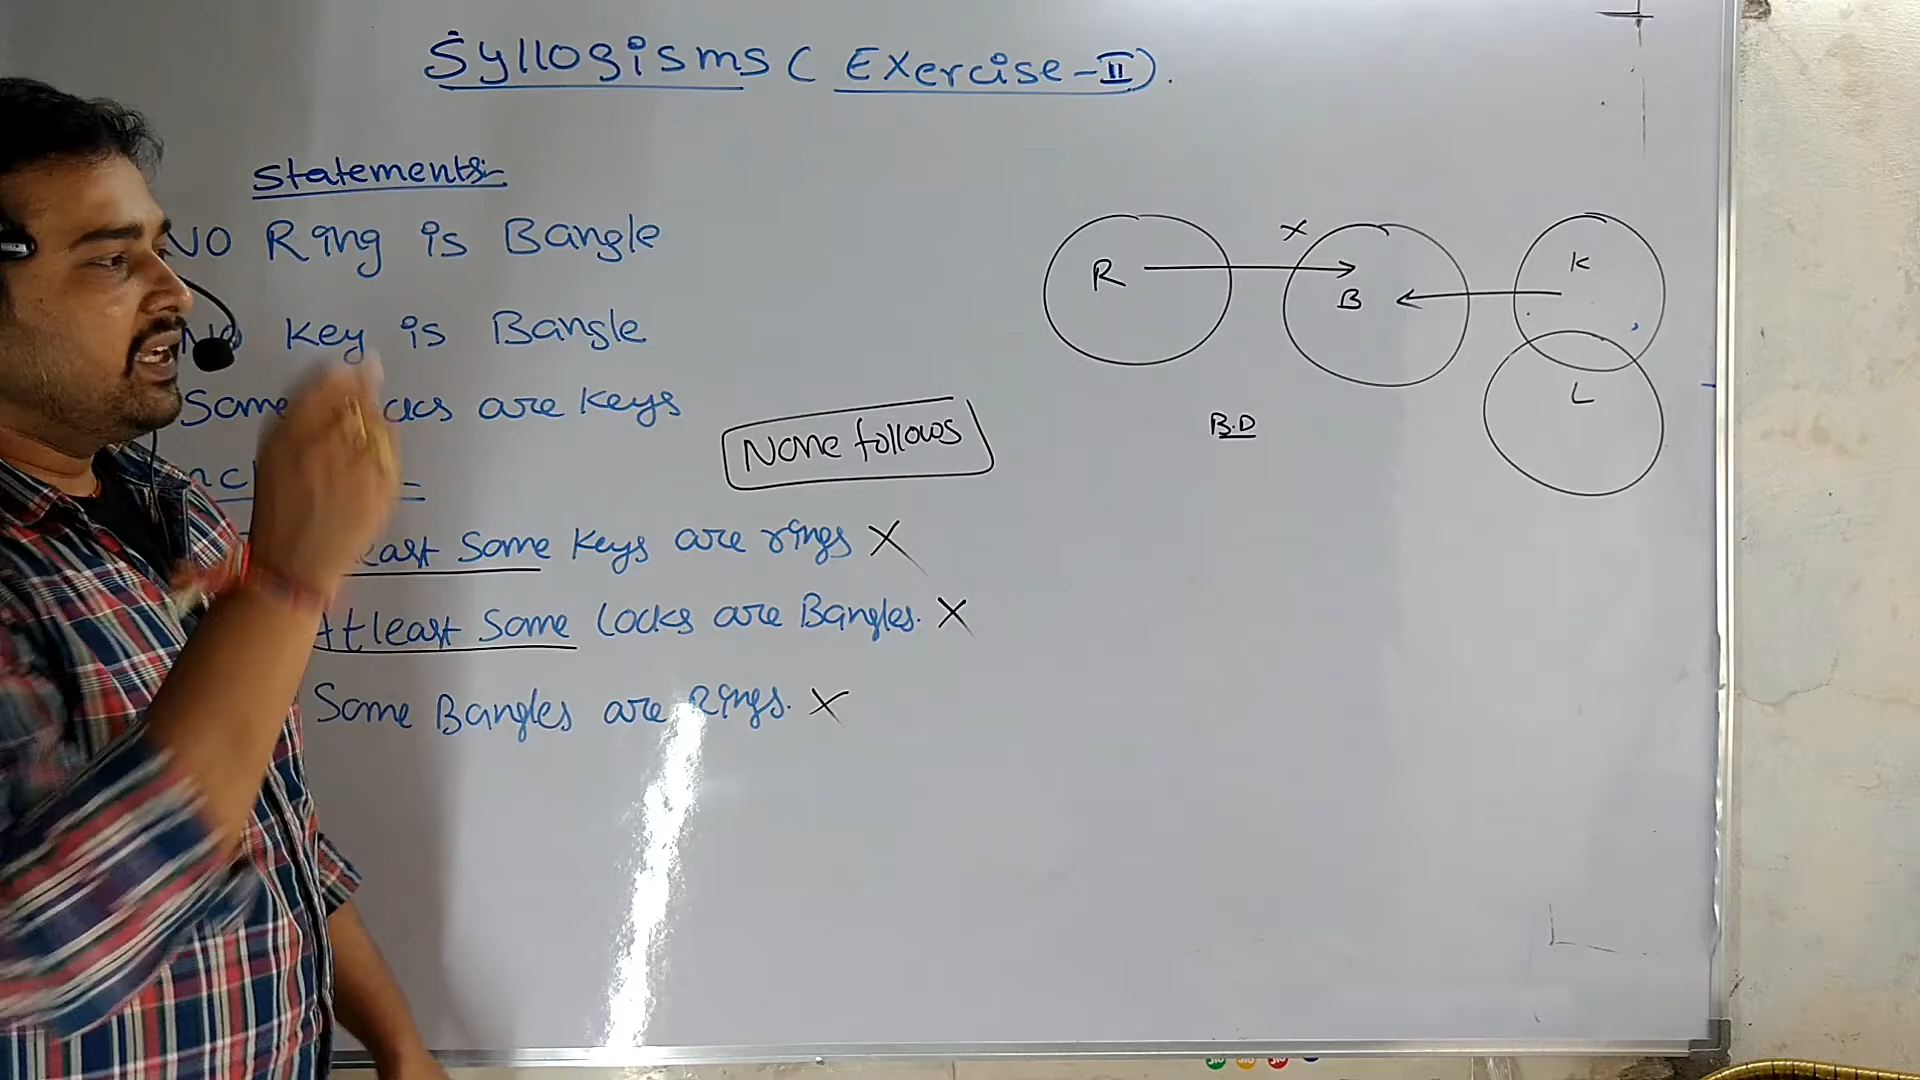 Syllogisms (Exercise-II).
Statements:-
NO Ring is Bangle
NO Key is Bangle
Some are Keys
None follows
Some Keys are rings X
Atleast Some Locks are Bangles. X
Some Bangles are Rings. X
R
X
B
K
L
B.D